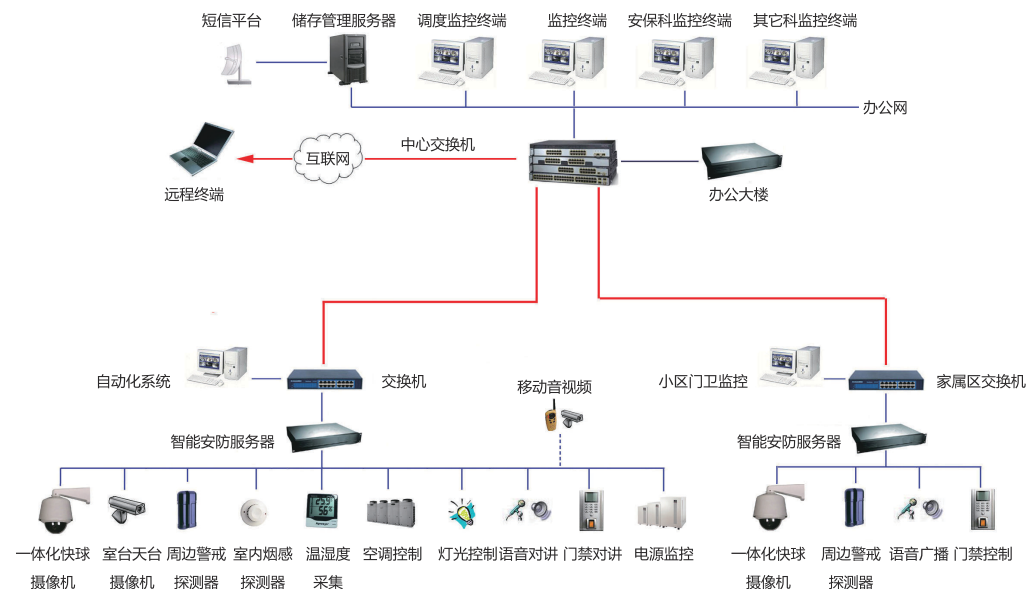 短信平台
储存管理服务器
调度监控终端
监控终端
安保科监控终端
其它科监控终端
办公网
中心交换机
互联网
远程终端
办公大楼
自动化系统
交换机
小区门卫监控
家属区交换机
移动音视频
智能安防服务器
智能安防服务器
一体化快球
摄像机
室台天台
摄像机
周边警戒
探测器
室内烟感
探测器
温湿度
采集
空调控制
灯光控制
语音对讲
门禁对讲
电源监控
一体化快球
摄像机
周边警戒
探测器
语音广播
门禁控制